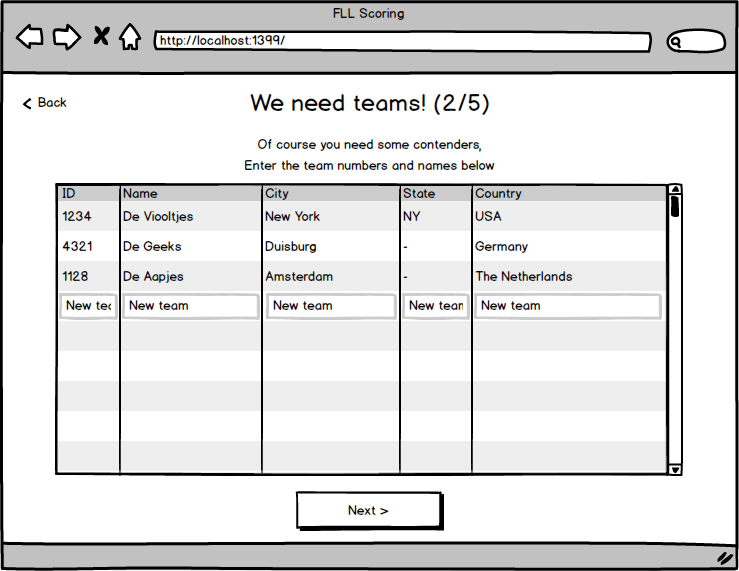 FLL Scoring
http://localhost:1399/
< Back
We need teams! (2/5)
Of course you need some contenders,
Enter the team numbers and names below
ID Name City State Country
1234 De Viooltjes New York NY USA
4321 De Geeks Duisburg - Germany
1128 De Aapjes Amsterdam - The Netherlands
New tea New team New team New team New team
Next >